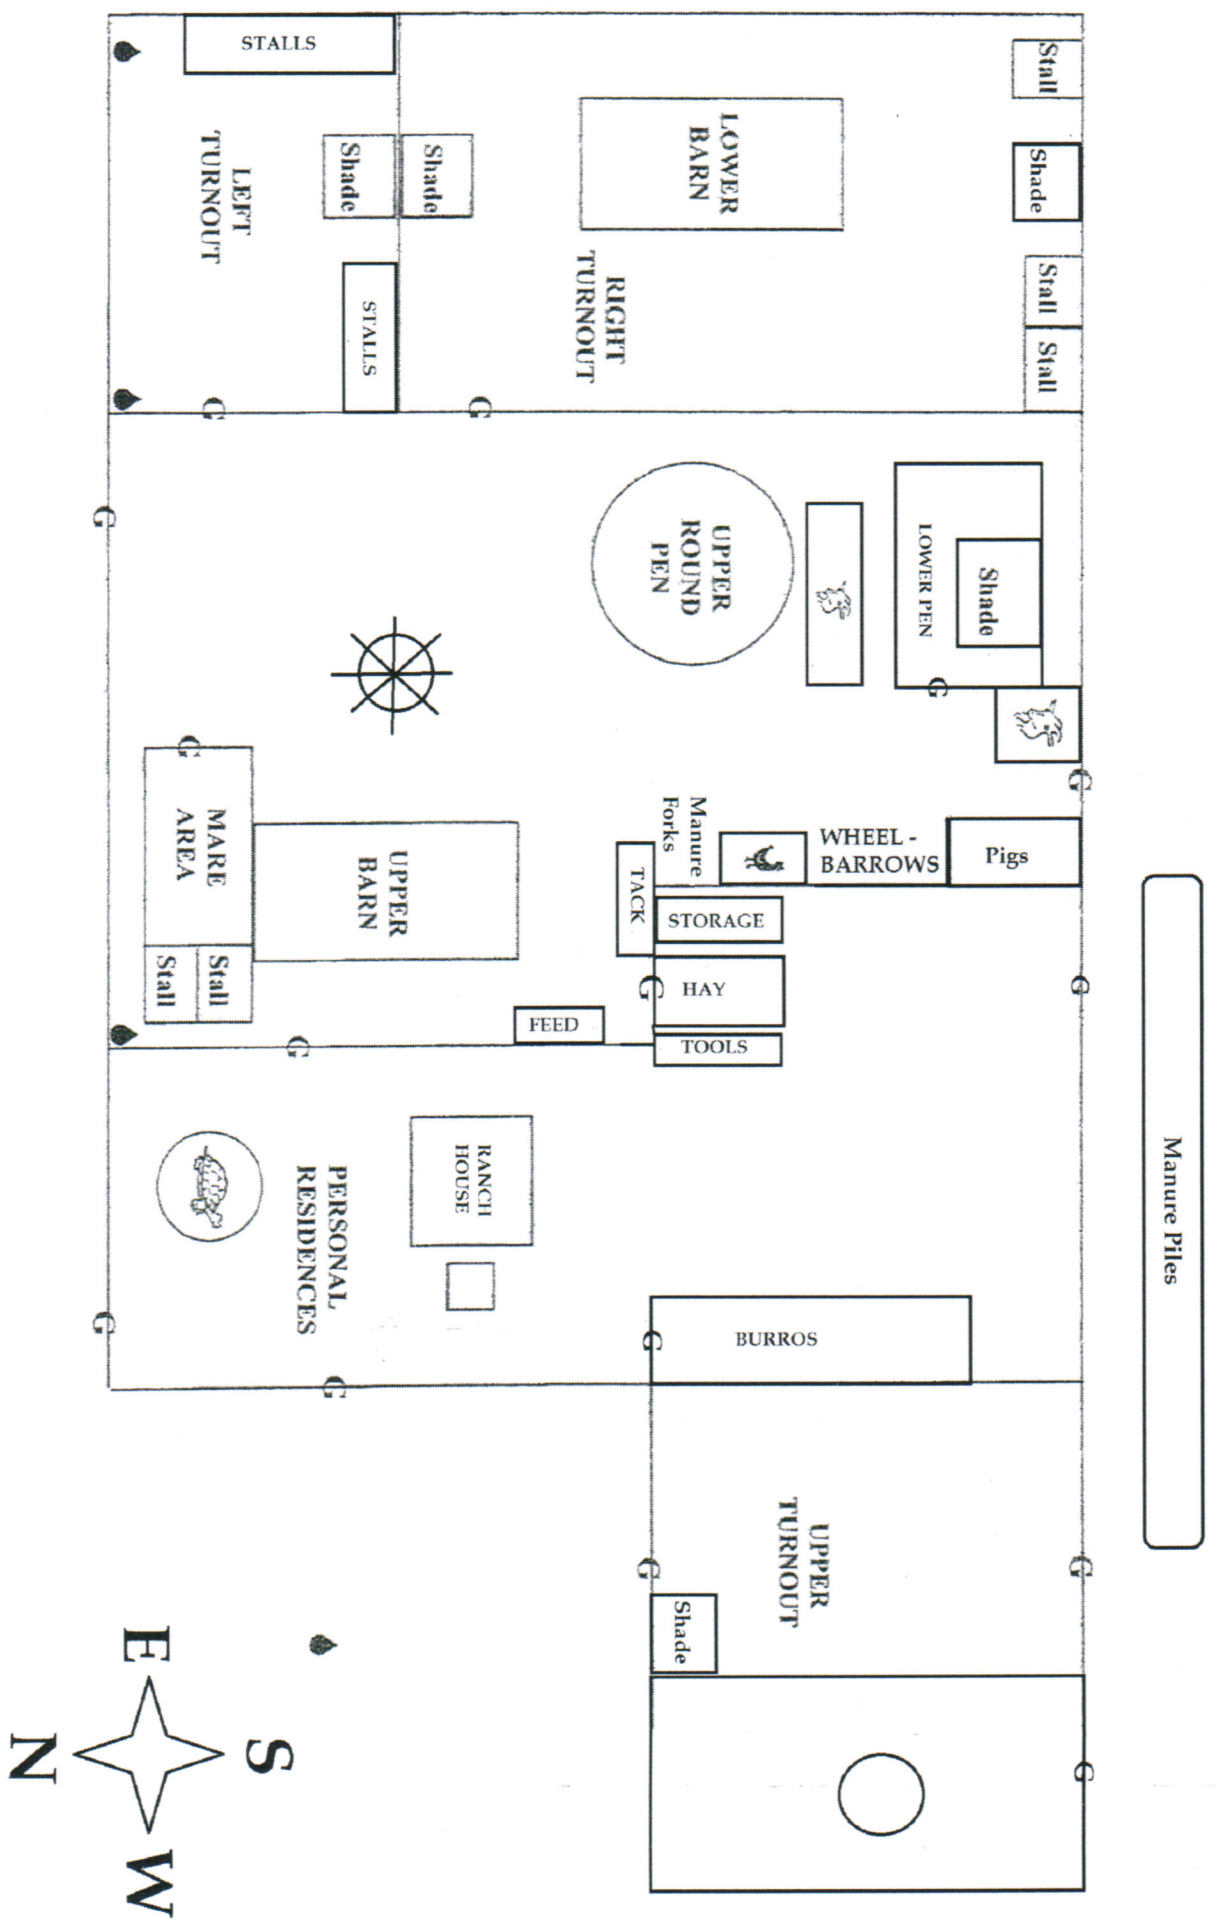 STALLS
LEFT
TURNOUT
Shade
Shade
STALLS
LOWER
BARN
RIGHT
TURNOUT
Stall
Shade
Stall
Stall
G
G
G
UPPER
ROUND
PEN
LOWER PEN
Shade
G
G
G
MARE
AREA
Stall
Stall
UPPER
BARN
Manure
Forks
WHEEL -
BARROWS
Pigs
TACK
STORAGE
G
HAY
TOOLS
FEED
G
G
Manure Piles
PERSONAL
RESIDENCES
RANCH
HOUSE
G
G
G
BURROS
UPPER
TURNOUT
G
G
Shade
G
E
S
N
W